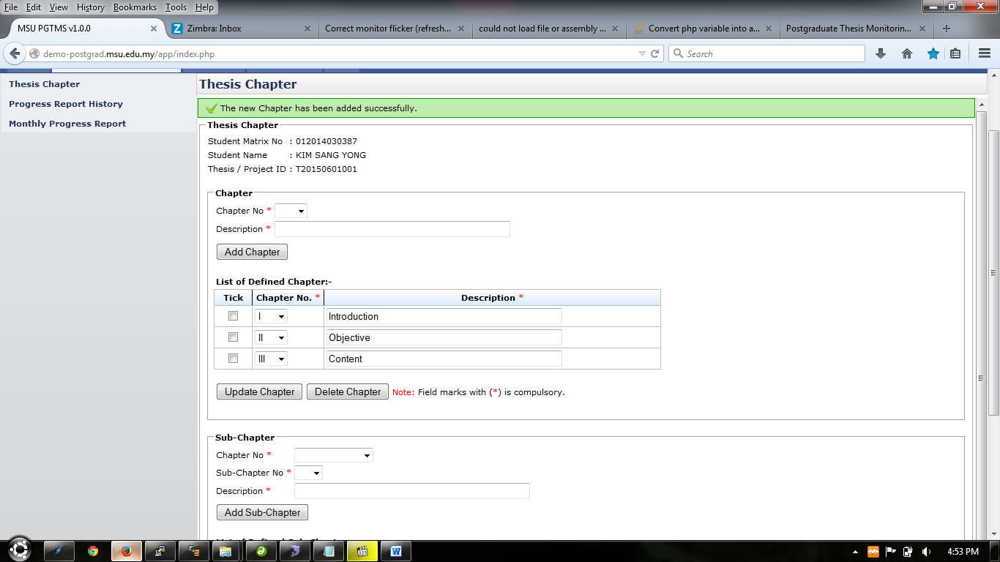 File Edit View History Bookmarks Tools Help
MSU PGTMS v1.0.0
Zimbra: Inbox
Correct monitor flicker (refresh...
could not load file or assembly ...
Convert php variable into a...
Postgraduate Thesis Monitorin...
demo-postgrad.msu.edu.my/app/index.php
Search
Thesis Chapter
Progress Report History
Monthly Progress Report
Thesis Chapter
The new Chapter has been added successfully.
Thesis Chapter
Student Matrix No : 012014030387
Student Name : KIM SANG YONG
Thesis / Project ID : T20150601001
Chapter
Chapter No *
Description *
Add Chapter
List of Defined Chapter:-
Tick Chapter No. * Description *
I Introduction
II Objective
III Content
Update Chapter Delete Chapter Note: Field marks with (*) is compulsory.
Sub-Chapter
Chapter No *
Sub-Chapter No *
Description *
Add Sub-Chapter
4:53 PM